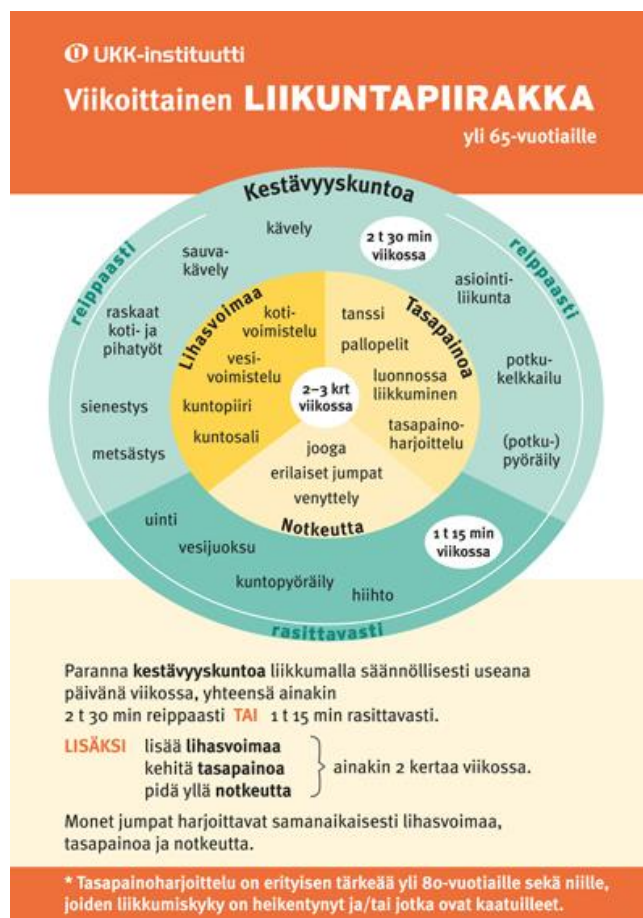 UKK-instituutti
Viikoittainen LIIKUNTAPIIRAKKA
yli 65-vuotiaille
Kestävyyskuntoa
reippaasti
reippaasti
kävely
2 t 30 min
viikossa
sauva-
kävely
asiointi-
liikunta
raskaat
koti- ja
pihatyöt
potku-
kelkkailu
sienestys
metsästys
(potku-)
pyöräily
Lihasvoimaa
koti-
voimistelu
vesi-
voimistelu
kuntopiiri
kuntosali
Tasapainoa
tanssi
pallopelit
luonnossa
liikkuminen
tasapaino-
harjoittelu
2–3 krt
viikossa
jooga
erilaiset jumpat
venyttely
Notkeutta
uinti
vesijuoksu
kuntopyöräily
hiihto
1 t 15 min
viikossa
rasittavasti
Paranna kestävyyskuntoa liikkumalla säännöllisesti useana
päivänä viikossa, yhteensä ainakin
2 t 30 min reippaasti TAI 1 t 15 min rasittavasti.
LISÄKSI lisää lihasvoimaa
kehitä tasapainoa
pidä yllä notkeutta
ainakin 2 kertaa viikossa.
Monet jumpat harjoittavat samanaikaisesti lihasvoimaa,
tasapainoa ja notkeutta.
* Tasapainoharjoittelu on erityisen tärkeää yli 80-vuotiaille sekä niille,
joiden liikkumiskyky on heikentynyt ja/tai jotka ovat kaatuilleet.